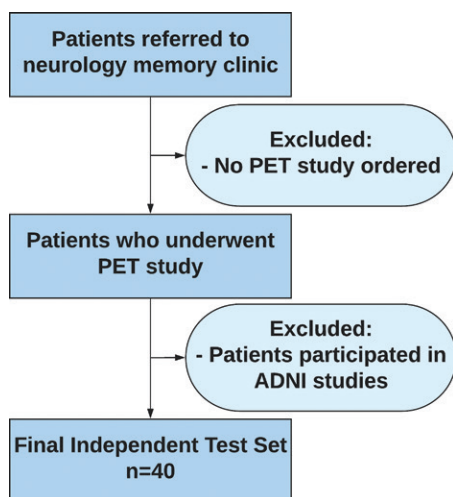 Patients referred to
neurology memory clinic
Excluded:
- No PET study ordered
Patients who underwent
PET study
Excluded:
- Patients participated in
ADNI studies
Final Independent Test Set
n=40